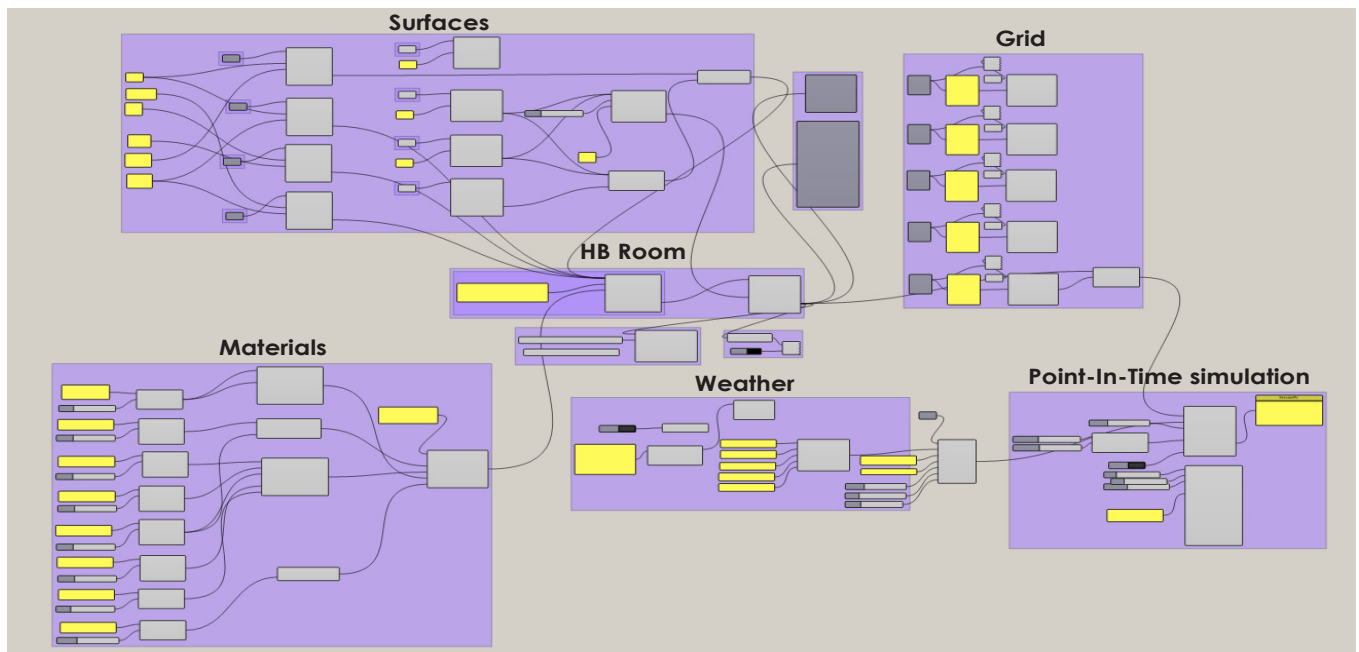 Surfaces
Grid
HB Room
Materials
Weather
Point-In-Time simulation